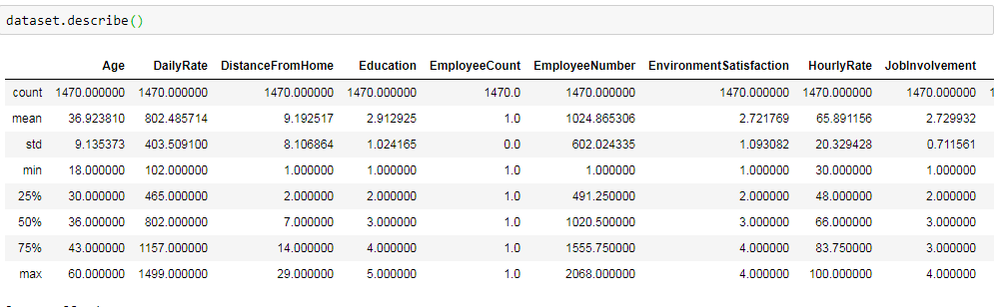 dataset.describe()
Age DailyRate DistanceFromHome Education EmployeeCount EmployeeNumber EnvironmentSatisfaction HourlyRate JobInvolvement
count 1470.000000 1470.000000 1470.000000 1470.000000 1470.0 1470.000000 1470.000000 1470.000000 1470.000000
mean 36.923810 802.485714 9.192517 2.912925 1.0 1024.865306 2.721769 65.891156 2.729932
std 9.135373 403.509100 8.106864 1.024165 0.0 602.024335 1.093082 20.329428 0.711561
min 18.000000 102.000000 1.000000 1.000000 1.0 1.000000 1.000000 30.000000 1.000000
25% 30.000000 465.000000 2.000000 2.000000 1.0 491.250000 2.000000 48.000000 2.000000
50% 36.000000 802.000000 7.000000 3.000000 1.0 1020.500000 3.000000 66.000000 3.000000
75% 43.000000 1157.000000 14.000000 4.000000 1.0 1555.750000 4.000000 83.750000 3.000000
max 60.000000 1499.000000 29.000000 5.000000 1.0 2068.000000 4.000000 100.000000 4.000000